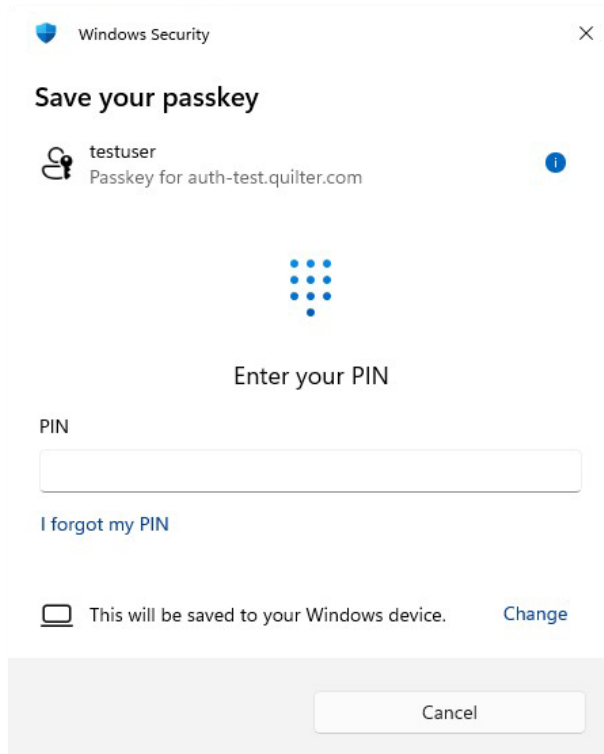 Windows Security
Save your passkey
testuser
Passkey for auth-test.quilter.com
Enter your PIN
PIN
I forgot my PIN
This will be saved to your Windows device.
Change
Cancel